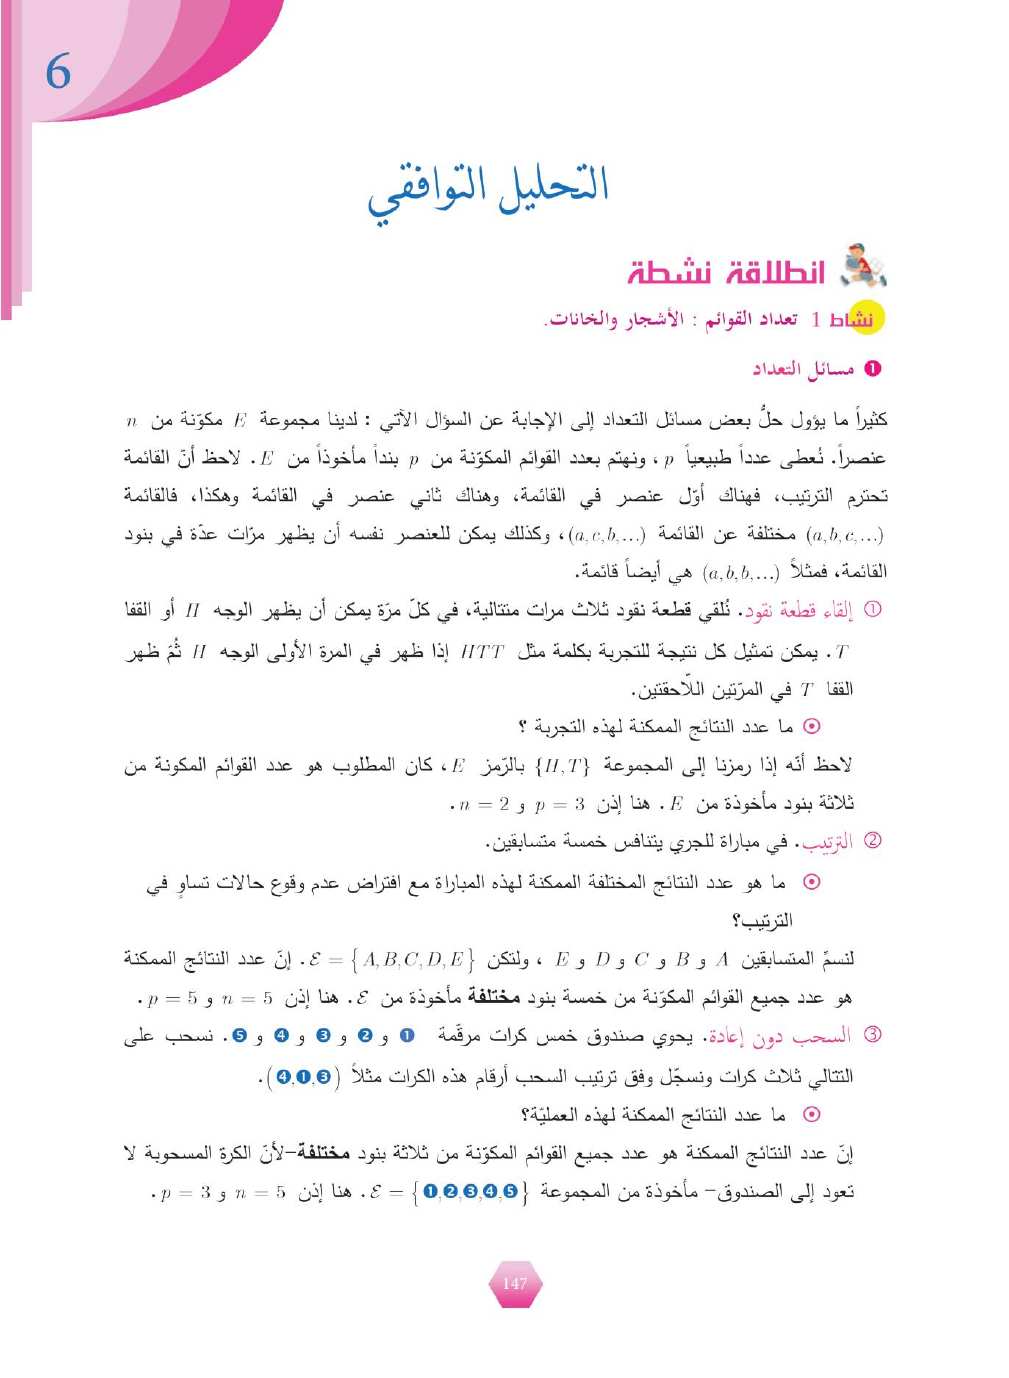 6
التحليل التوافقي
انطلاقة نشطة
نشاط 1 تعداد القوائم : الأشجار والخانات.
❶ مسائل التعداد
كثيراً ما يؤول حلُّ بعض مسائل التعداد إلى الإجابة عن السؤال الآتي : لدينا مجموعة E مكوّنة من n
عنصراً. نُعطى عدداً طبيعياً p ، ونهتم بعدد القوائم المكوّنة من p بنداً مأخوذاً من E. لاحظ أنّ القائمة
تحترم الترتيب، فهناك أوّل عنصر في القائمة، وهناك ثاني عنصر في القائمة وهكذا، فالقائمة
(a,b,c,...) مختلفة عن القائمة (a,c,b,...)، وكذلك يمكن للعنصر نفسه أن يظهر مرّات عدّة في بنود
القائمة، فمثلاً (a,b,b,...) هي أيضاً قائمة.
① إلقاء قطعة نقود. نُلقي قطعة نقود ثلاث مرات متتالية، في كلّ مرّة يمكن أن يظهر الوجه H أو القفا
T. يمكن تمثيل كل نتيجة للتجربة بكلمة مثل HTT إذا ظهر في المرة الأولى الوجه H ثُمّ ظهر
القفا T في المرّتين اللّاحقتين.
⊙ ما عدد النتائج الممكنة لهذه التجربة ؟
لاحظ أنّه إذا رمزنا إلى المجموعة {H,T} بالرّمز E، كان المطلوب هو عدد القوائم المكونة من
ثلاثة بنود مأخوذة من E. هنا إذن p = 3 و n = 2.
② الترتيب. في مباراة للجري يتنافس خمسة متسابقين.
⊙ ما هو عدد النتائج المختلفة الممكنة لهذه المباراة مع افتراض عدم وقوع حالات تساوٍ في
الترتيب؟
لنسمِّ المتسابقين A و B و C و D و E ، ولتكن ℰ = {A,B,C,D,E}. إنّ عدد النتائج الممكنة
هو عدد جميع القوائم المكوّنة من خمسة بنود مختلفة مأخوذة من ℰ. هنا إذن n = 5 و p = 5.
③ السحب دون إعادة. يحوي صندوق خمس كرات مرقّمة ❶ و ❷ و ❸ و ❹ و ❺. نسحب على
التتالي ثلاث كرات ونسجّل وفق ترتيب السحب أرقام هذه الكرات مثلاً (❹,❶,❸).
⊙ ما عدد النتائج الممكنة لهذه العمليّة؟
إنّ عدد النتائج الممكنة هو عدد جميع القوائم المكوّنة من ثلاثة بنود مختلفة–لأنّ الكرة المسحوبة لا
تعود إلى الصندوق– مأخوذة من المجموعة ℰ = {❶,❷,❸,❹,❺}. هنا إذن n = 5 و p = 3.
147